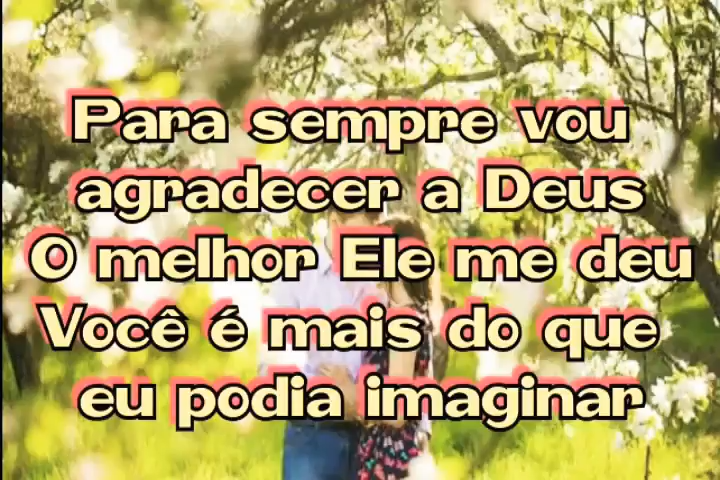 Para sempre vou
agradecer a Deus
O melhor Ele me deu
Você é mais do que
eu podia imaginar